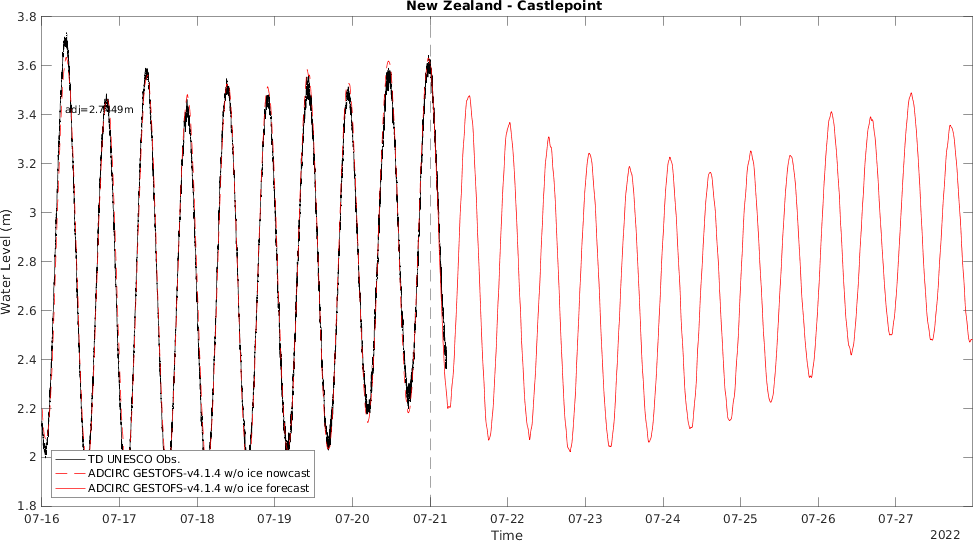 New Zealand - Castlepoint
3.8
3.6
3.4
3.2
3
2.8
2.6
2.4
2.2
2
1.8
Water Level (m)
TD UNESCO Obs.
ADCIRC GESTOFS-v4.1.4 w/o ice nowcast
ADCIRC GESTOFS-v4.1.4 w/o ice forecast
07-16 07-17 07-18 07-19 07-20 07-21 07-22 07-23 07-24 07-25 07-26 07-27
Time
2022